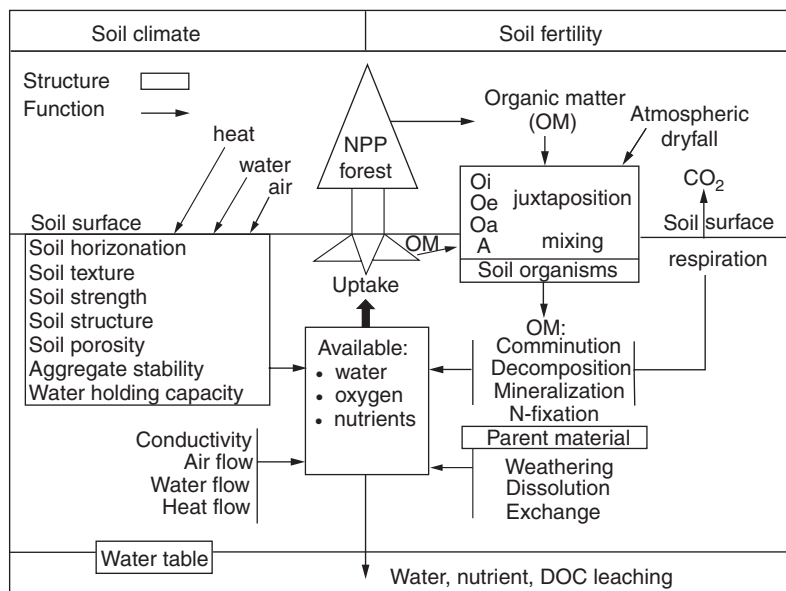 Soil climate
Soil fertility
Structure
Function
heat
water
air
NPP
forest
Organic matter
(OM)
Atmospheric
dryfall
CO2
Oi
Oe
Oa
A
juxtaposition
mixing
Soil organisms
Soil surface
Soil surface
respiration
OM
Soil horizonation
Soil texture
Soil strength
Soil structure
Soil porosity
Aggregate stability
Water holding capacity
Uptake
Available:
• water
• oxygen
• nutrients
OM:
Comminution
Decomposition
Mineralization
N-fixation
Parent material
Weathering
Dissolution
Exchange
Conductivity
Air flow
Water flow
Heat flow
Water table
Water, nutrient, DOC leaching